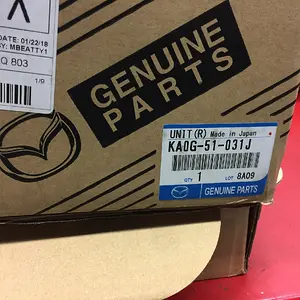 DATE: 01/22/18
BY: MBEATTY1
Q 803
1/9
GENUINE
PARTS
UNIT(R) Made in Japan
KA0G-51-031J
QTY 1 LOT 8A09
GENUINE PARTS